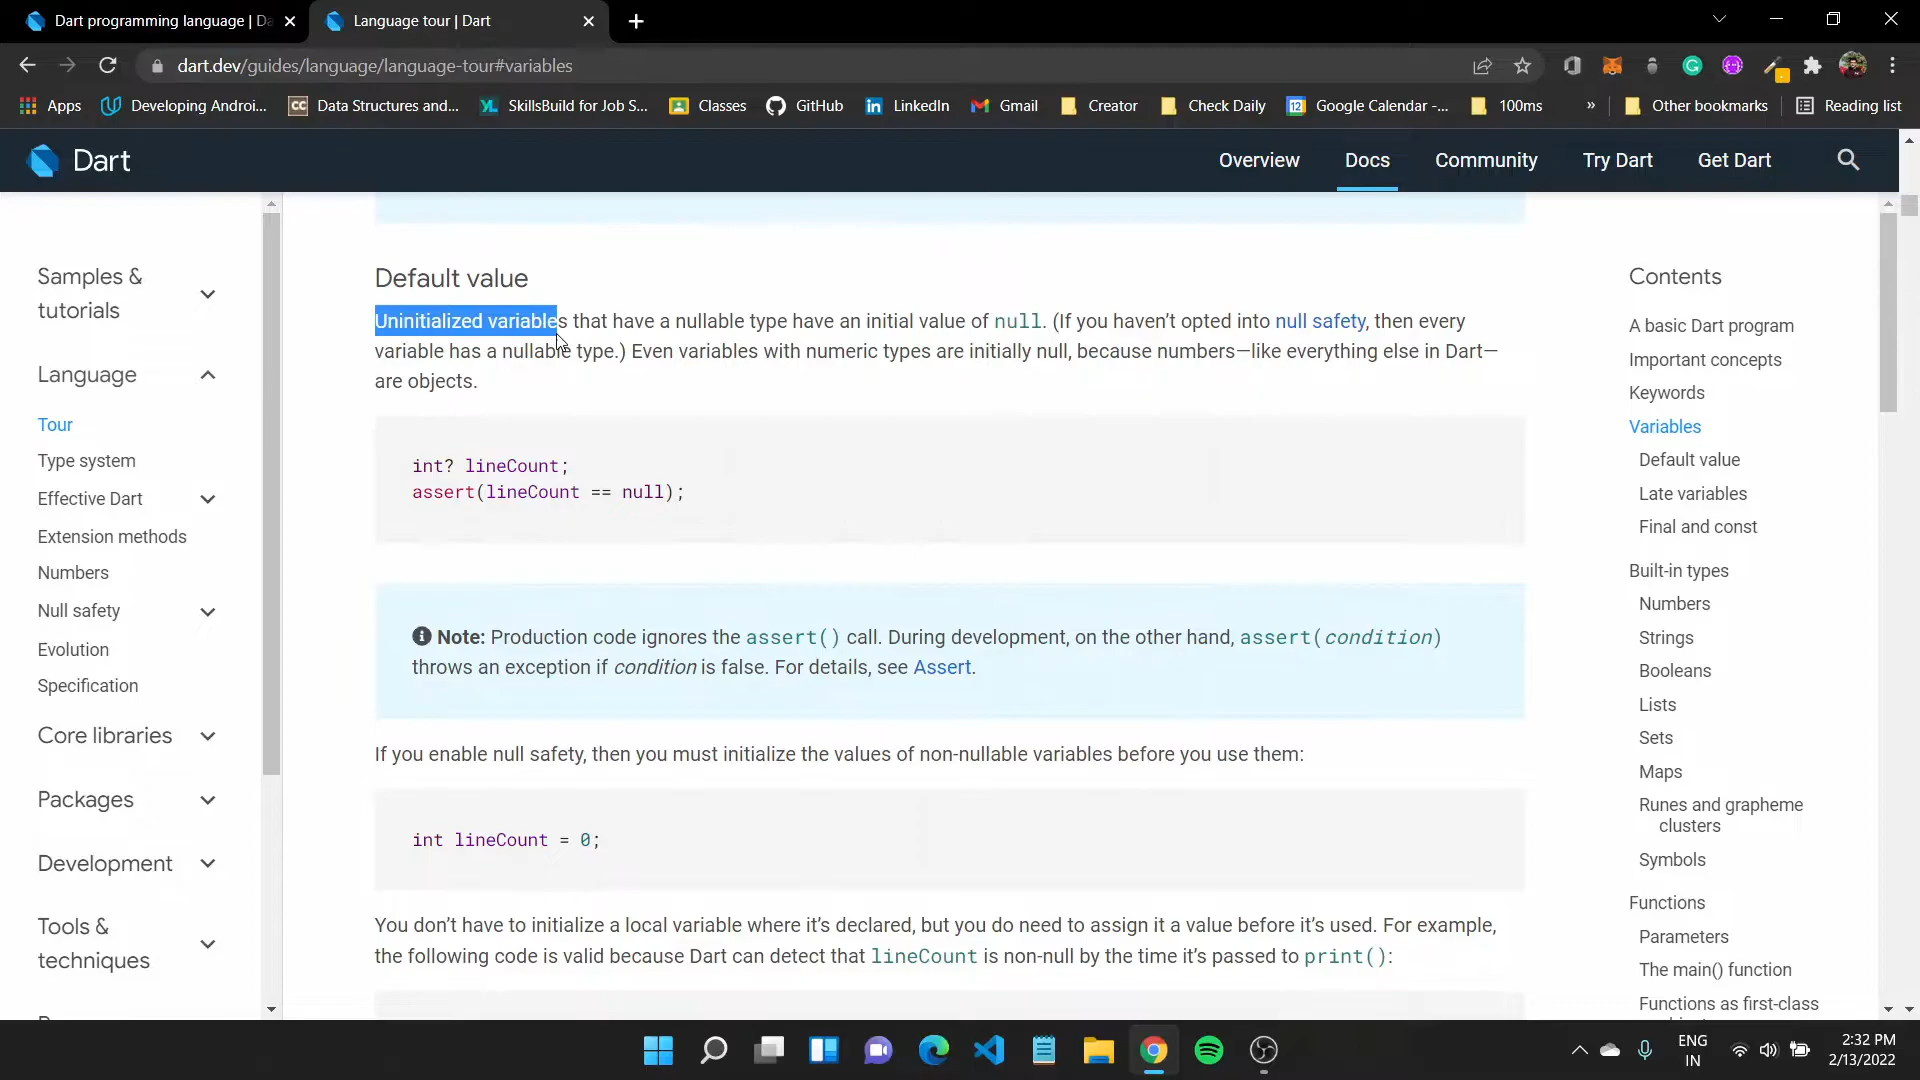 Dart programming language | Da
Language tour | Dart
dart.dev/guides/language/language-tour#variables
Apps
Developing Androi...
CC
Data Structures and...
YL
SkillsBuild for Job S...
Classes
GitHub
LinkedIn
Gmail
Creator
Check Daily
12
Google Calendar -...
100ms
»
Other bookmarks
Reading list
Dart
Overview
Docs
Community
Try Dart
Get Dart
Samples &
tutorials
Language
Tour
Type system
Effective Dart
Extension methods
Numbers
Null safety
Evolution
Specification
Core libraries
Packages
Development
Tools &
techniques
Default value
Uninitialized variables that have a nullable type have an initial value of null. (If you haven’t opted into null safety, then every
variable has a nullable type.) Even variables with numeric types are initially null, because numbers—like everything else in Dart—
are objects.
int? lineCount;
assert(lineCount == null);
Note: Production code ignores the assert() call. During development, on the other hand, assert(condition)
throws an exception if condition is false. For details, see Assert.
If you enable null safety, then you must initialize the values of non-nullable variables before you use them:
int lineCount = 0;
You don’t have to initialize a local variable where it’s declared, but you do need to assign it a value before it’s used. For example,
the following code is valid because Dart can detect that lineCount is non-null by the time it’s passed to print():
Contents
A basic Dart program
Important concepts
Keywords
Variables
Default value
Late variables
Final and const
Built-in types
Numbers
Strings
Booleans
Lists
Sets
Maps
Runes and grapheme
clusters
Symbols
Functions
Parameters
The main() function
Functions as first-class
ENG
IN
2:32 PM
2/13/2022